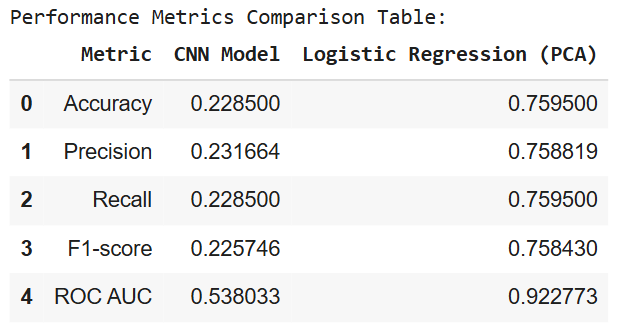 Performance Metrics Comparison Table:
Metric CNN Model Logistic Regression (PCA)
0 Accuracy 0.228500 0.759500
1 Precision 0.231664 0.758819
2 Recall 0.228500 0.759500
3 F1-score 0.225746 0.758430
4 ROC AUC 0.538033 0.922773